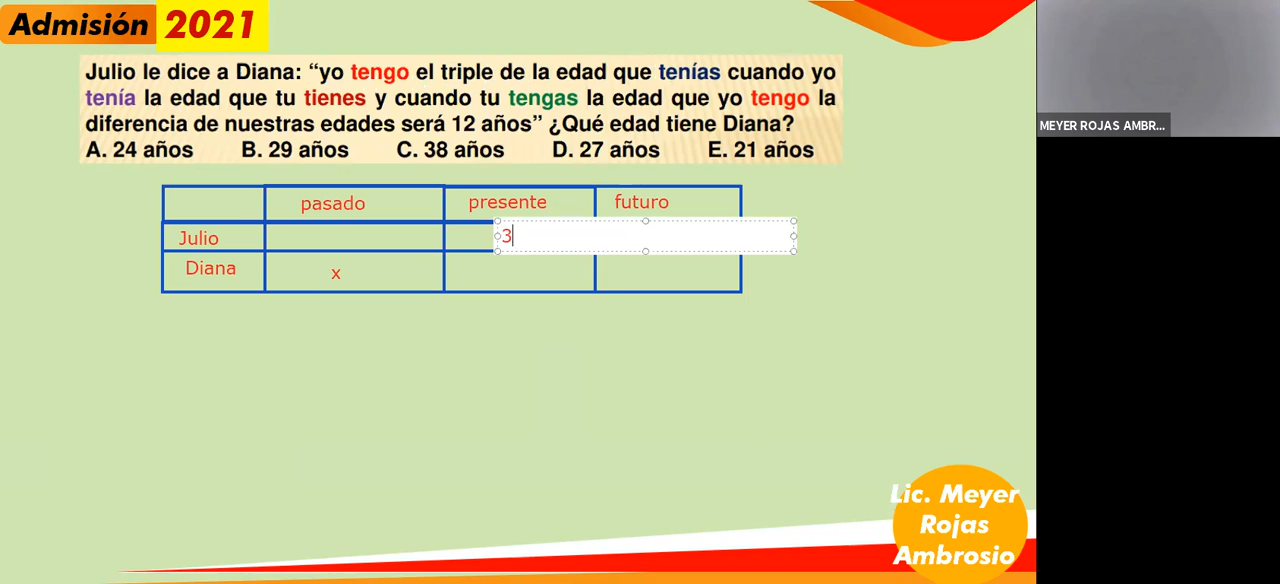 Admisión 2021
Julio le dice a Diana: “yo tengo el triple de la edad que tenías cuando yo
tenía la edad que tu tienes y cuando tu tengas la edad que yo tengo la
diferencia de nuestras edades será 12 años” ¿Qué edad tiene Diana?
A. 24 años B. 29 años C. 38 años D. 27 años E. 21 años
pasado presente futuro
Julio 3
Diana x
MEYER ROJAS AMBR...
Lic. Meyer
Rojas
Ambrosio